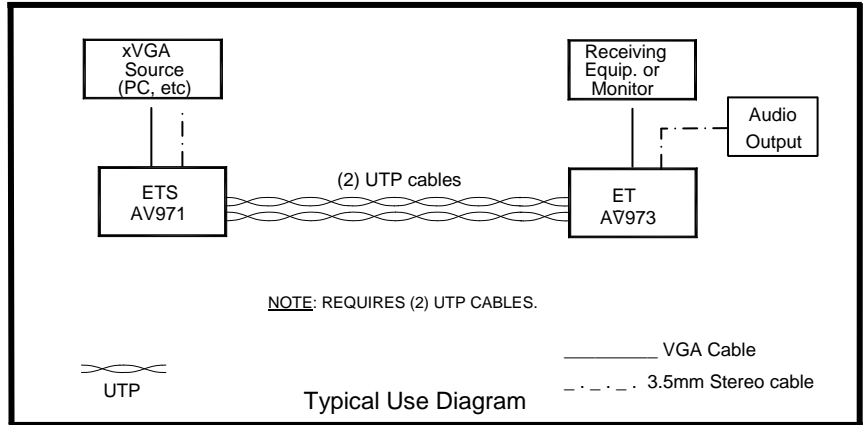 xVGA
Source
(PC, etc)
Receiving
Equip. or
Monitor
Audio
Output
(2) UTP cables
ETS
AV971
ET
A∇973
NOTE: REQUIRES (2) UTP CABLES.
UTP
Typical Use Diagram
VGA Cable
3.5mm Stereo cable